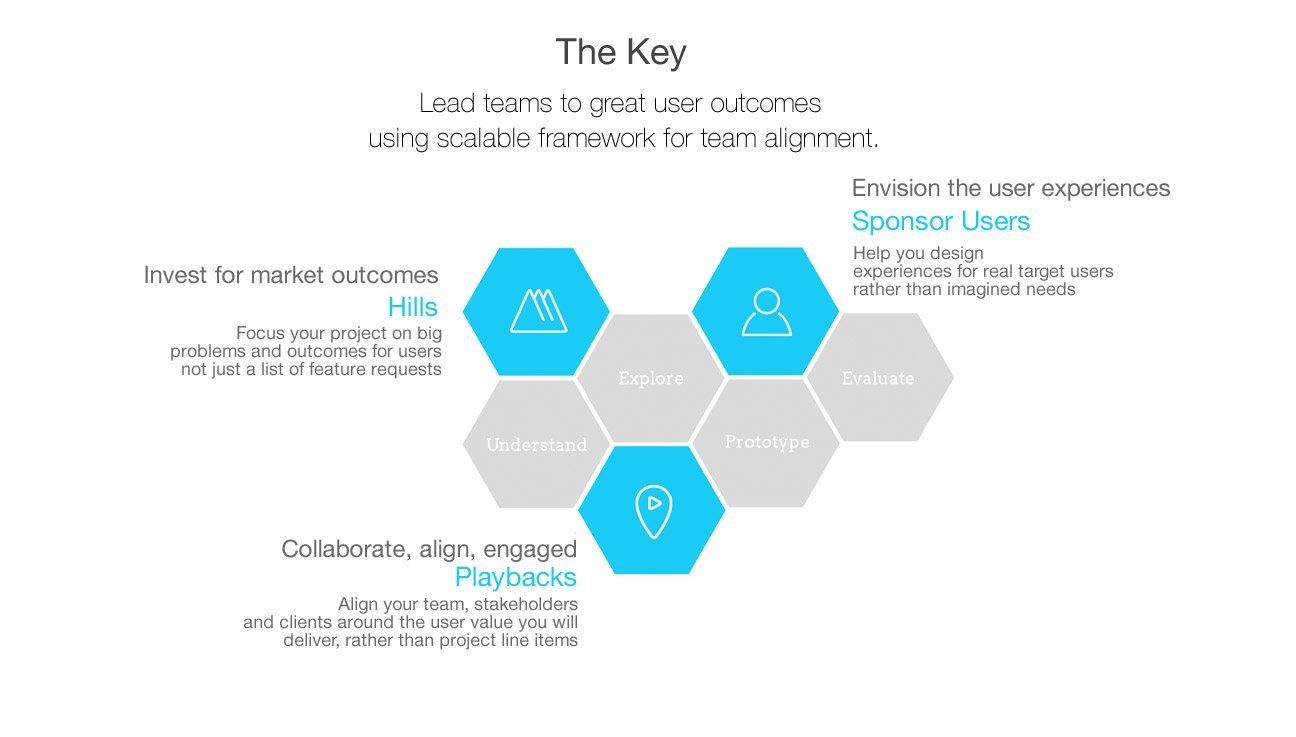 The Key
Lead teams to great user outcomes
using scalable framework for team alignment.
Envision the user experiences
Sponsor Users
Help you design
experiences for real target users
rather than imagined needs
Invest for market outcomes
Hills
Focus your project on big
problems and outcomes for users
not just a list of feature requests
Explore
Evaluate
Understand
Prototype
Collaborate, align, engaged
Playbacks
Align your team, stakeholders
and clients around the user value you will
deliver, rather than project line items